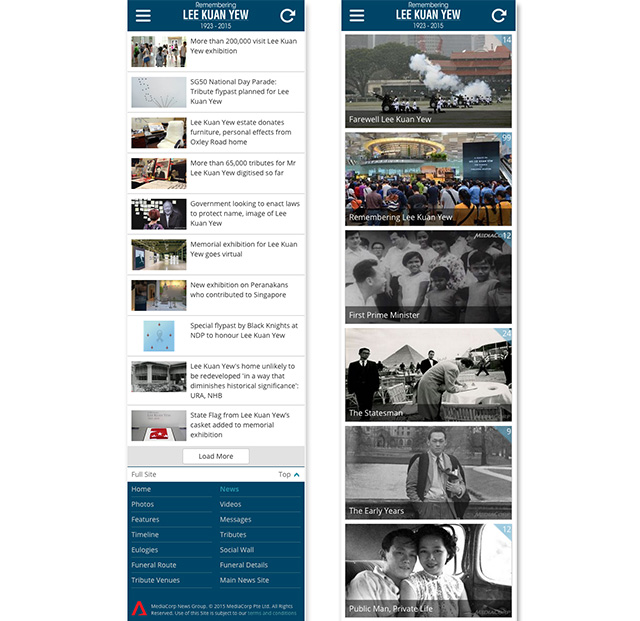 Remembering
LEE KUAN YEW
1923 - 2015
More than 200,000 visit Lee Kuan
Yew exhibition
SG50 National Day Parade:
Tribute flypast planned for Lee
Kuan Yew
Lee Kuan Yew estate donates
furniture, personal effects from
Oxley Road home
More than 65,000 tributes for Mr
Lee Kuan Yew digitised so far
Government looking to enact laws
to protect name, image of Lee
Kuan Yew
Memorial exhibition for Lee Kuan
Yew goes virtual
New exhibition on Peranakans
who contributed to Singapore
Special flypast by Black Knights at
NDP to honour Lee Kuan Yew
Lee Kuan Yew's home unlikely to
be redeveloped 'in a way that
diminishes historical significance':
URA, NHB
State Flag from Lee Kuan Yew's
casket added to memorial
exhibition
Load More
Full Site Top
Home News
Photos Videos
Features Messages
Timeline Tributes
Eulogies Social Wall
Funeral Route Funeral Details
Tribute Venues Main News Site
MediaCorp News Group. © 2015 MediaCorp Pte Ltd. All Rights
Reserved. Use of this site is subject to our terms and conditions
Remembering
LEE KUAN YEW
1923 - 2015
14
Farewell Lee Kuan Yew
99
Remembering Lee Kuan Yew
12
MEDIACORP
First Prime Minister
24
The Statesman
9
MEDIACORP
The Early Years
12
MEDIACORP
Public Man, Private Life